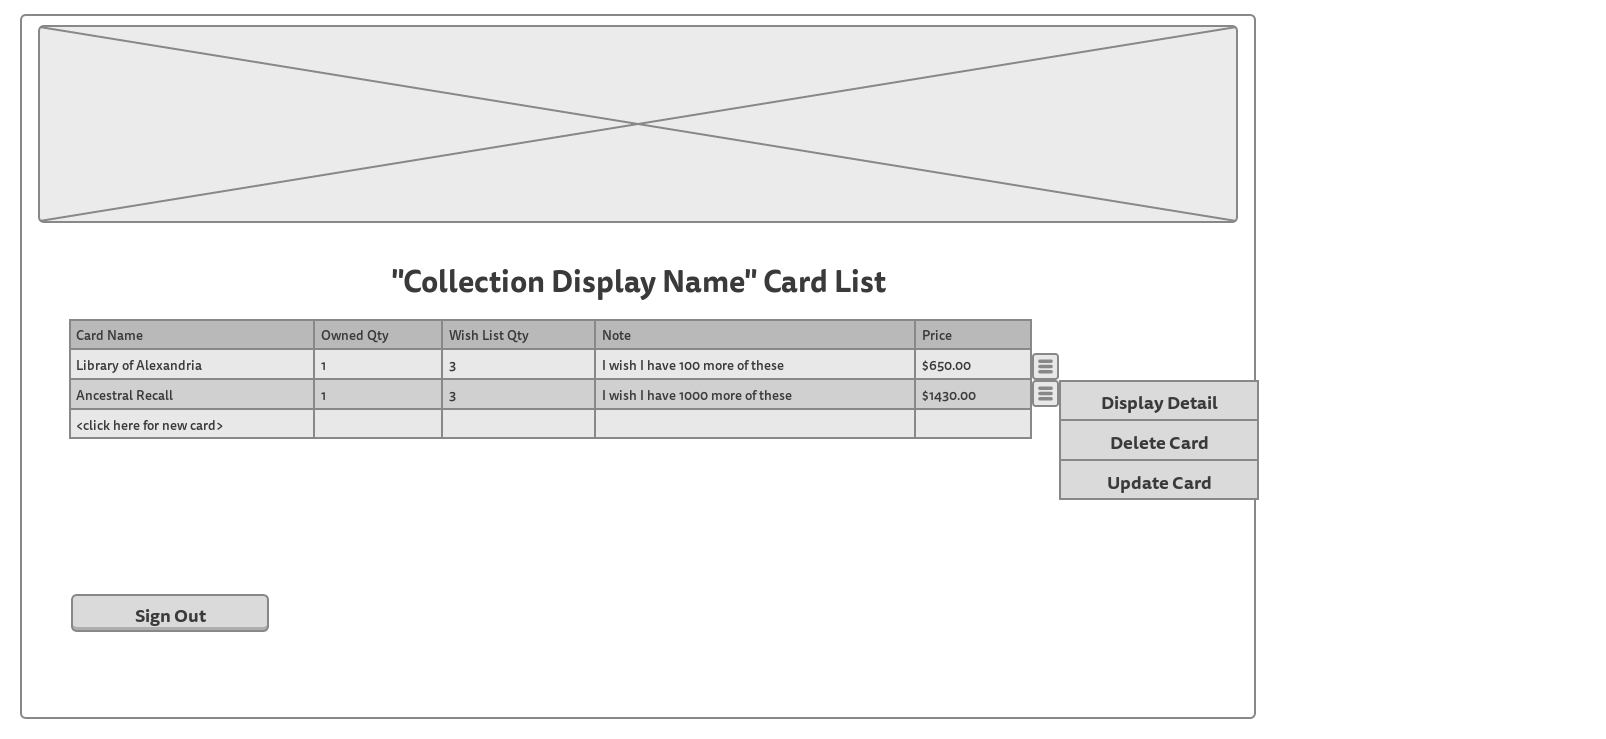 "Collection Display Name" Card List
Card Name Owned Qty Wish List Qty Note Price
Library of Alexandria 1 3 I wish I have 100 more of these $650.00
Ancestral Recall 1 3 I wish I have 1000 more of these $1430.00
<click here for new card>
Display Detail
Delete Card
Update Card
Sign Out